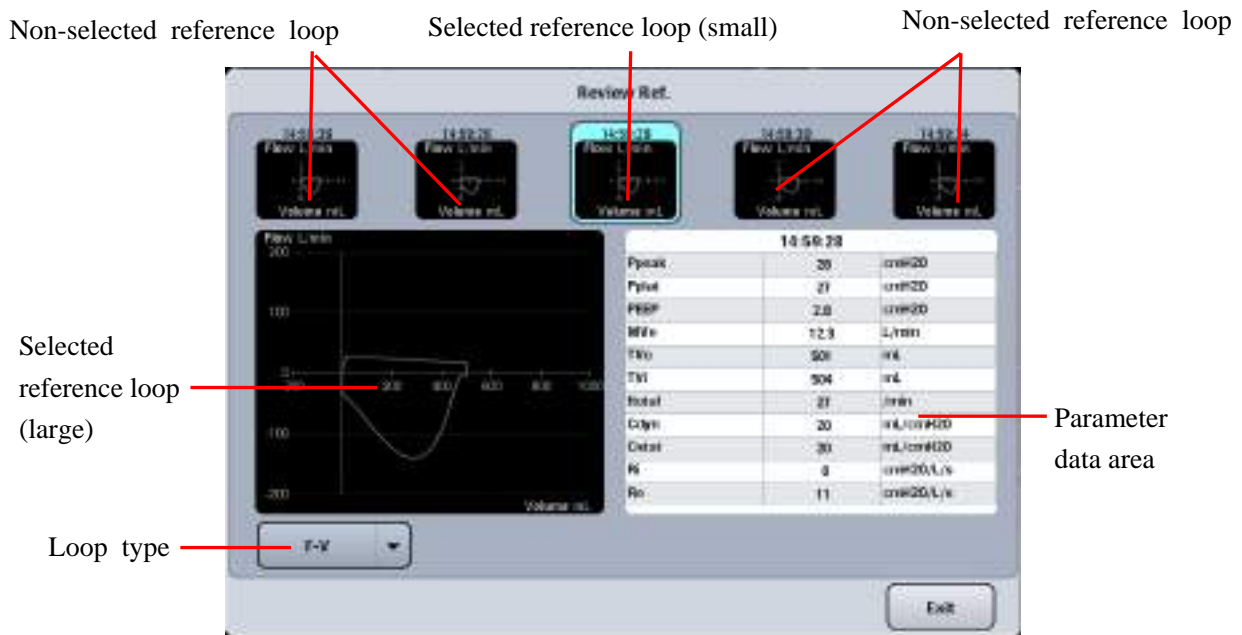 Non-selected reference loop
Selected reference loop (small)
Non-selected reference loop
Review Ref.
14:59:28
Flow L/min
Flow L/min
Flow L/min
Flow L/min
Flow L/min
Volume mL
Volume mL
Volume mL
Volume mL
Volume mL
Flow L/min
200
100
0
200
400
600
800
1000
-100
-200
Volume mL
14:59:28
Ppeak 28 cmH2O
Pplat 27 cmH2O
PEEP 2.8 cmH2O
MVe 12.9 L/min
TVe 501 mL
TVi 504 mL
ftotal 27 /min
Cdyn 20 mL/cmH2O
Cstat 20 mL/cmH2O
Ri cmH2O/L/s
Re 11 cmH2O/L/s
Selected
reference loop
(large)
Parameter
data area
Loop type
F-V
Exit